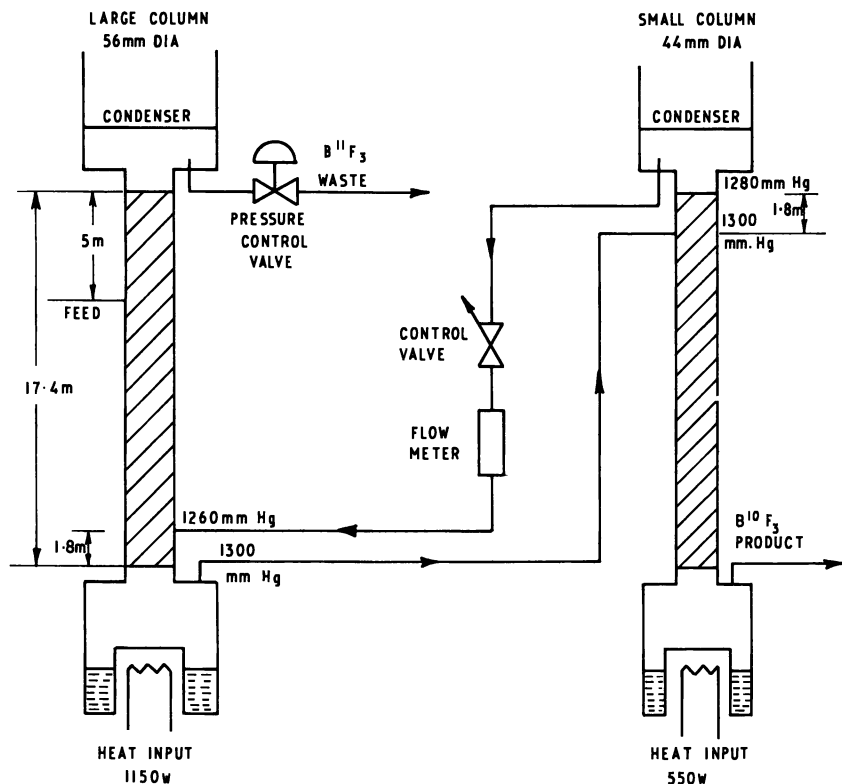 LARGE COLUMN
56mm DIA
CONDENSER
B¹¹F₃
WASTE
PRESSURE
CONTROL
VALVE
5m
FEED
17·4m
1·8m
1260mm Hg
1300
mm Hg
HEAT INPUT
1150W
SMALL COLUMN
44mm DIA
CONDENSER
1280mm Hg
1·8m
1300
mm.Hg
CONTROL
VALVE
FLOW
METER
B¹⁰F₃
PRODUCT
HEAT INPUT
550W